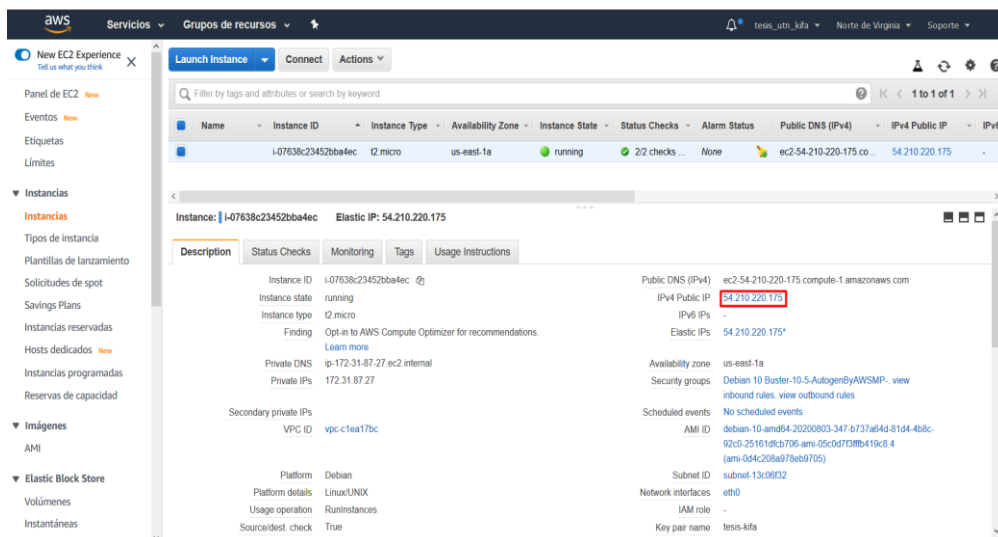 aws Servicios Grupos de recursos tesis_utn_kifa Norte de Virginia Soporte
New EC2 Experience
Tell us what you think
Panel de EC2 New
Eventos New
Etiquetas
Límites
Instancias
Instancias
Tipos de instancia
Plantillas de lanzamiento
Solicitudes de spot
Savings Plans
Instancias reservadas
Hosts dedicados New
Instancias programadas
Reservas de capacidad
Imágenes
AMI
Elastic Block Store
Volúmenes
Instantáneas
Launch Instance Connect Actions
Filter by tags and attributes or search by keyword 1 to 1 of 1
Name Instance ID Instance Type Availability Zone Instance State Status Checks Alarm Status Public DNS (IPv4) IPv4 Public IP IPv6
i-07638c23452bba4ec t2.micro us-east-1a running 2/2 checks ... None ec2-54-210-220-175.co... 54.210.220.175 -
Instance: i-07638c23452bba4ec Elastic IP: 54.210.220.175
Description Status Checks Monitoring Tags Usage Instructions
Instance ID i-07638c23452bba4ec
Instance state running
Instance type t2.micro
Finding Opt-in to AWS Compute Optimizer for recommendations.
Learn more
Private DNS ip-172-31-87-27.ec2.internal
Private IPs 172.31.87.27
Secondary private IPs
VPC ID vpc-c1ea17bc
Platform Debian
Platform details Linux/UNIX
Usage operation RunInstances
Source/dest. check True
Public DNS (IPv4) ec2-54-210-220-175.compute-1.amazonaws.com
IPv4 Public IP 54.210.220.175
IPv6 IPs -
Elastic IPs 54.210.220.175*
Availability zone us-east-1a
Security groups Debian 10 Buster-10-5-AutogenByAWSMP-. view
inbound rules. view outbound rules
Scheduled events No scheduled events
AMI ID debian-10-amd64-20200803-347-b737a64d-81d4-4b8c-
92c0-25161dfcb706-ami-05c0d7f3fffb419c8.4
(ami-0d4c208a978eb9705)
Subnet ID subnet-13c06f32
Network interfaces eth0
IAM role -
Key pair name tesis-kifa